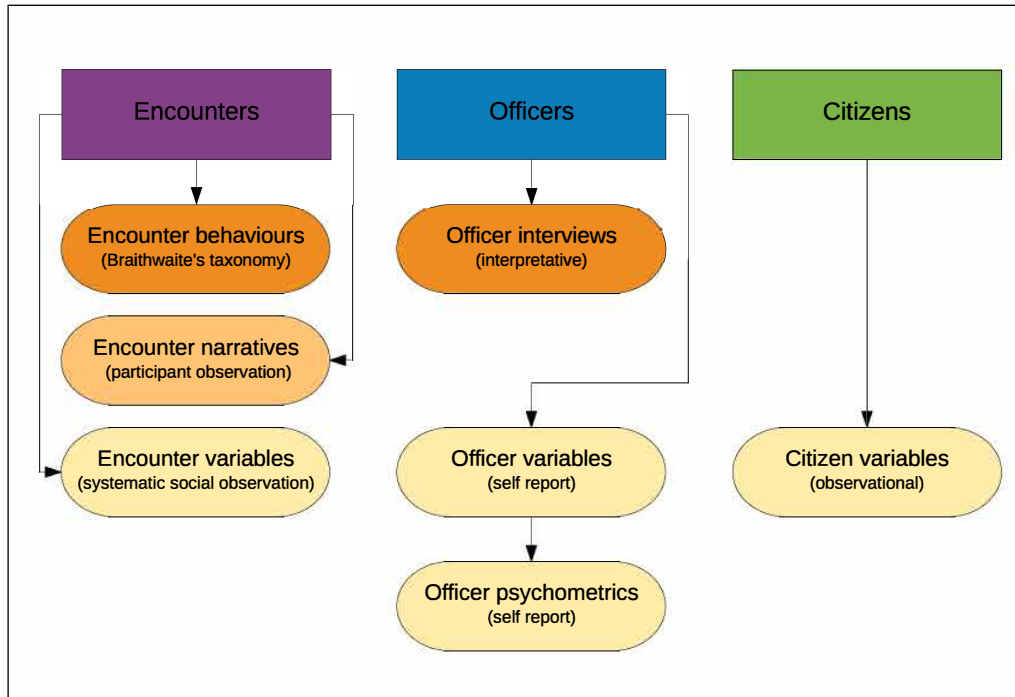 Encounters
Officers
Citizens
Encounter behaviours
(Braithwaite's taxonomy)
Officer interviews
(interpretative)
Encounter narratives
(participant observation)
Encounter variables
(systematic social observation)
Officer variables
(self report)
Citizen variables
(observational)
Officer psychometrics
(self report)